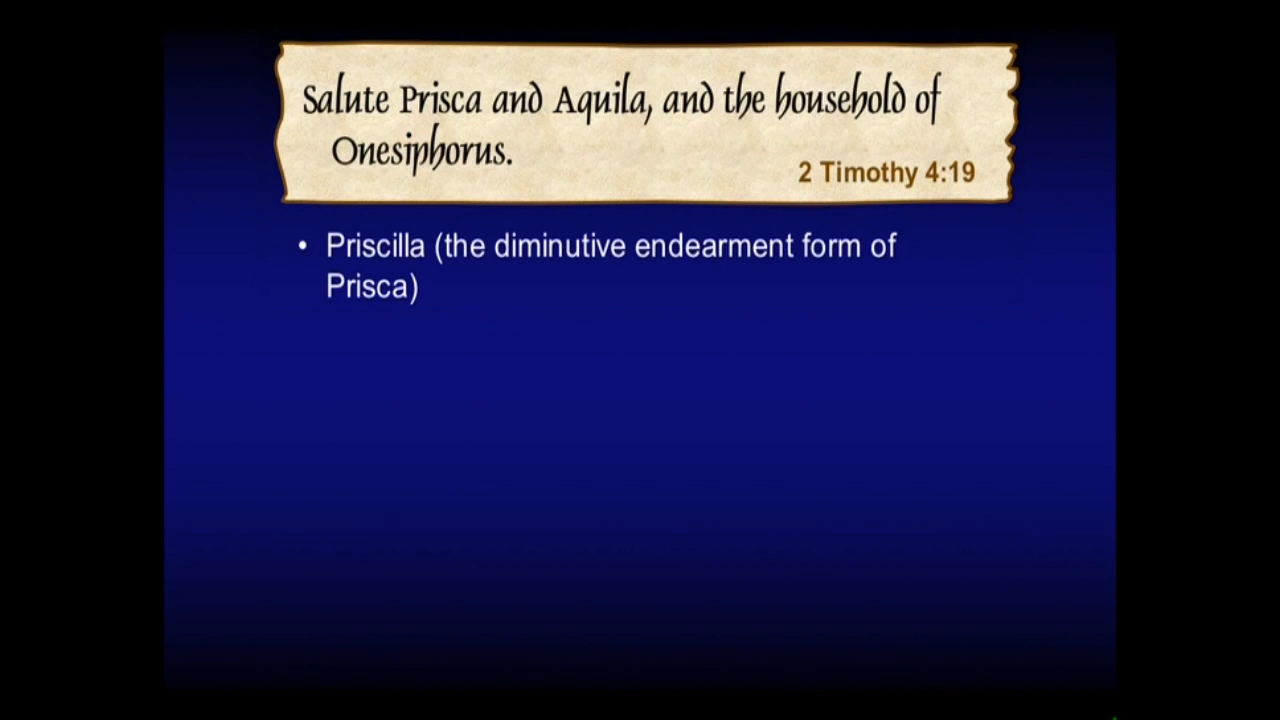 Salute Prisca and Aquila, and the household of
Onesiphorus.
2 Timothy 4:19
• Priscilla (the diminutive endearment form of
Prisca)